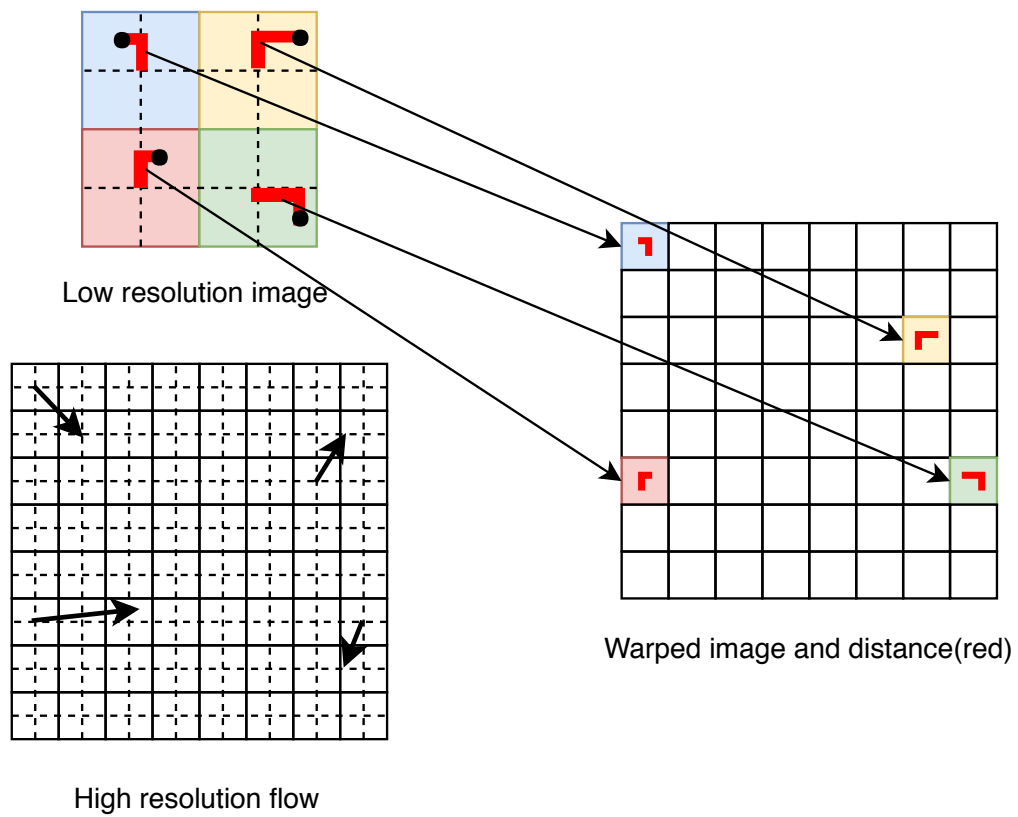 Low resolution image
Warped image and distance(red)
High resolution flow